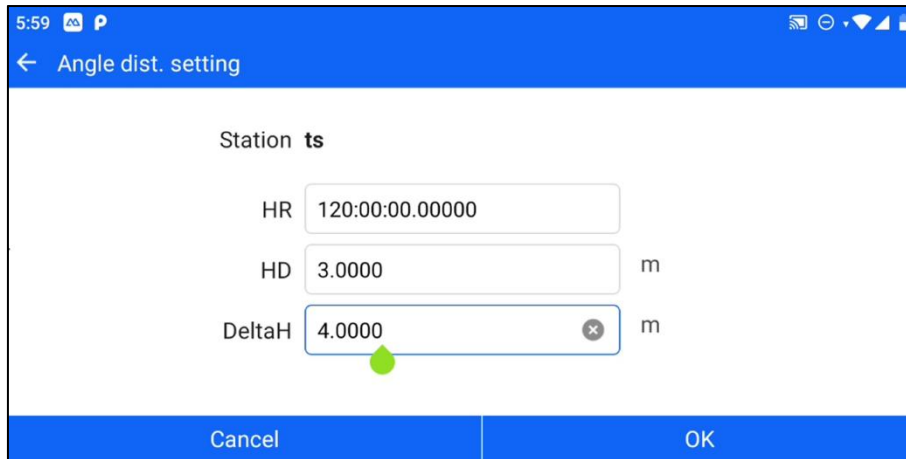 5:59
Angle dist. setting
Station ts
HR 120:00:00.00000
HD 3.0000 m
DeltaH 4.0000 m
Cancel OK